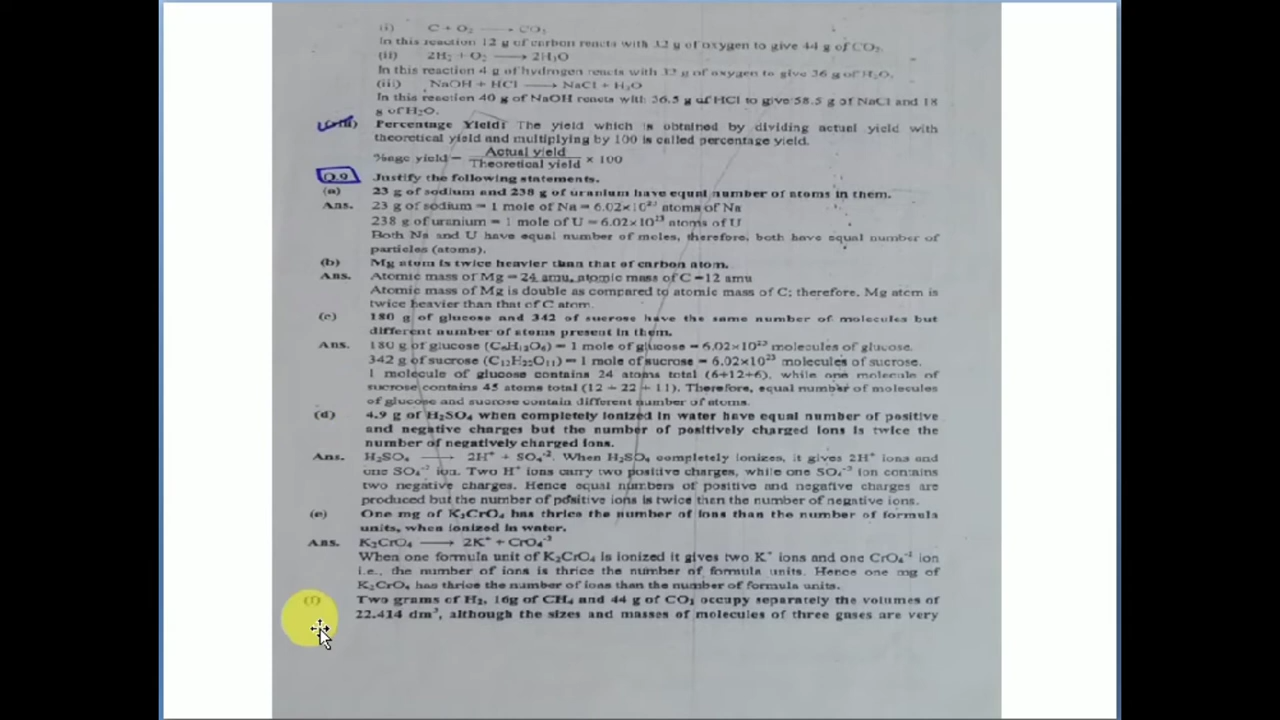 ii) C + O₂ ⟶ CO₂
In this reaction 12 g of carbon reacts with 32 g of oxygen to give 44 g of CO₂.
(ii) 2H₂ + O₂ ⟶ 2H₂O
In this reaction 4 g of hydrogen reacts with 32 g of oxygen to give 36 g of H₂O.
(iii) NaOH + HCl ⟶ NaCl + H₂O
In this reaction 40 g of NaOH reacts with 36.5 g of HCl to give 58.5 g of NaCl and 18
g of H₂O.
Percentage Yield: The yield which is obtained by dividing actual yield with
theoretical yield and multiplying by 100 is called percentage yield.
%age yield = Actual yield / Theoretical yield × 100
Q.9 Justify the following statements.
(a) 23 g of sodium and 238 g of uranium have equal number of atoms in them.
Ans. 23 g of sodium = 1 mole of Na = 6.02×10²³ atoms of Na
238 g of uranium = 1 mole of U = 6.02×10²³ atoms of U
Both Na and U have equal number of moles, therefore, both have equal number of
particles (atoms).
(b) Mg atom is twice heavier than that of carbon atom.
Ans. Atomic mass of Mg = 24 amu, atomic mass of C =12 amu
Atomic mass of Mg is double as compared to atomic mass of C; therefore, Mg atem is
twice heavier than that of C atom.
(c) 180 g of glucose and 342 of sucrose have the same number of molecules but
different number of atoms present in them.
Ans. 180 g of glucose (C₆H₁₂O₆) = 1 mole of glucose = 6.02×10²³ molecules of glucose.
342 g of sucrose (C₁₂H₂₂O₁₁) = 1 mole of sucrose = 6.02×10²³ molecules of sucrose.
1 molecule of glucose contains 24 atoms total (6+12+6), while one molecule of
sucrose contains 45 atoms total (12 + 22 + 11). Therefore, equal number of molecules
of glucose and sucrose contain different number of atoms.
(d) 4.9 g of H₂SO₄ when completely ionized in water have equal number of positive
and negative charges but the number of positively charged ions is twice the
number of negatively charged ions.
Ans. H₂SO₄ ⟶ 2H⁺ + SO₄⁻². When H₂SO₄ completely ionizes, it gives 2H⁺ ions and
one SO₄⁻² ion. Two H⁺ ions carry two positive charges, while one SO₄⁻² ion contains
two negative charges. Hence equal numbers of positive and negative charges are
produced but the number of positive ions is twice then the number of negative ions.
(e) One mg of K₂CrO₄ has thrice the number of ions than the number of formula
units, when ionized in water.
Ans. K₂CrO₄ ⟶ 2K⁺ + CrO₄⁻²
When one formula unit of K₂CrO₄ is ionized it gives two K⁺ ions and one CrO₄⁻² ion
i.e., the number of ions is thrice the number of formula units. Hence one mg of
K₂CrO₄ has thrice the number of ions than the number of formula units.
(f) Two grams of H₂, 16g of CH₄ and 44 g of CO₂ occupy separately the volumes of
22.414 dm³, although the sizes and masses of molecules of three gases are very